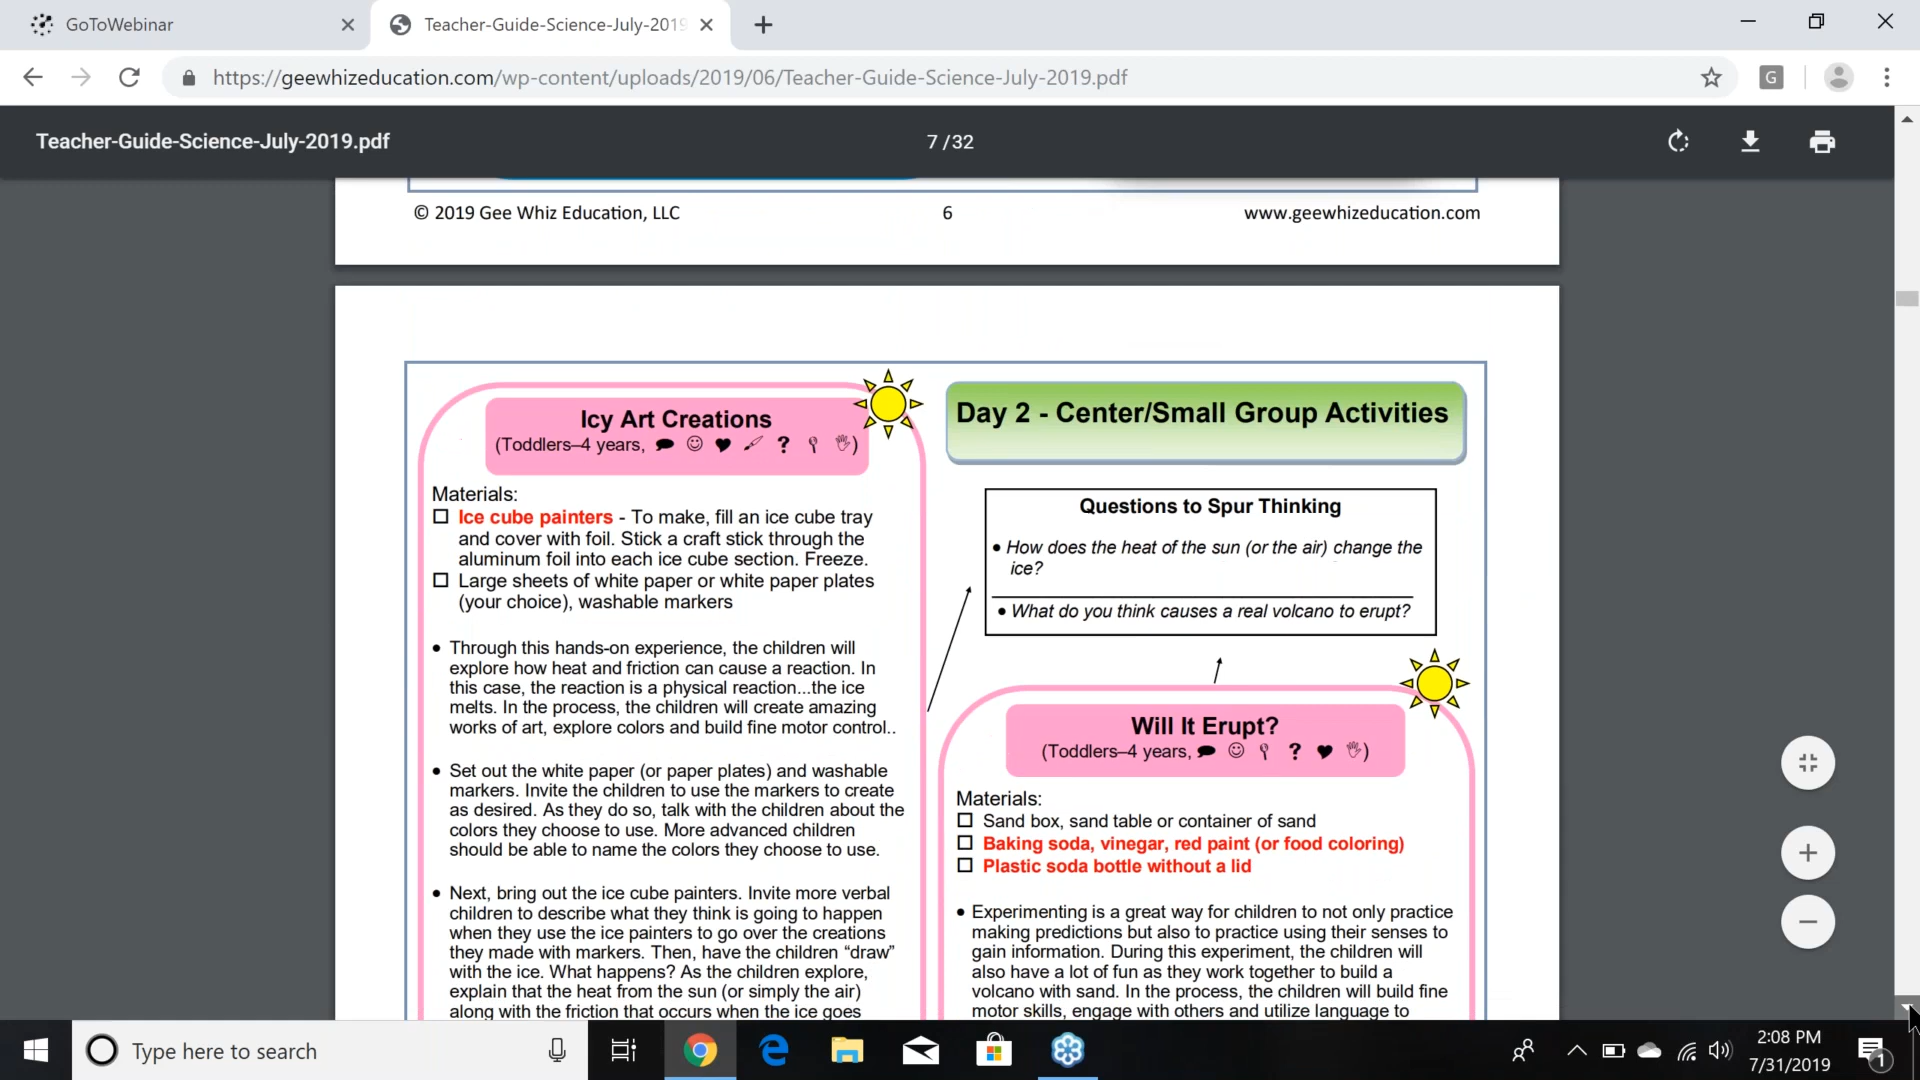 GoToWebinar
Teacher-Guide-Science-July-2019
https://geewhizeducation.com/wp-content/uploads/2019/06/Teacher-Guide-Science-July-2019.pdf
G
Teacher-Guide-Science-July-2019.pdf
7 / 32
© 2019 Gee Whiz Education, LLC
6
www.geewhizeducation.com
Icy Art Creations
(Toddlers–4 years, ? )
Materials:
Ice cube painters - To make, fill an ice cube tray
and cover with foil. Stick a craft stick through the
aluminum foil into each ice cube section. Freeze.
Large sheets of white paper or white paper plates
(your choice), washable markers
• Through this hands-on experience, the children will
explore how heat and friction can cause a reaction. In
this case, the reaction is a physical reaction...the ice
melts. In the process, the children will create amazing
works of art, explore colors and build fine motor control..
• Set out the white paper (or paper plates) and washable
markers. Invite the children to use the markers to create
as desired. As they do so, talk with the children about the
colors they choose to use. More advanced children
should be able to name the colors they choose to use.
• Next, bring out the ice cube painters. Invite more verbal
children to describe what they think is going to happen
when they use the ice painters to go over the creations
they made with markers. Then, have the children “draw”
with the ice. What happens? As the children explore,
explain that the heat from the sun (or simply the air)
along with the friction that occurs when the ice goes
Day 2 - Center/Small Group Activities
Questions to Spur Thinking
• How does the heat of the sun (or the air) change the
ice?
• What do you think causes a real volcano to erupt?
Will It Erupt?
(Toddlers–4 years, ? )
Materials:
Sand box, sand table or container of sand
Baking soda, vinegar, red paint (or food coloring)
Plastic soda bottle without a lid
• Experimenting is a great way for children to not only practice
making predictions but also to practice using their senses to
gain information. During this experiment, the children will
also have a lot of fun as they work together to build a
volcano with sand. In the process, the children will build fine
motor skills, engage with others and utilize language to
Type here to search
2:08 PM
7/31/2019
1